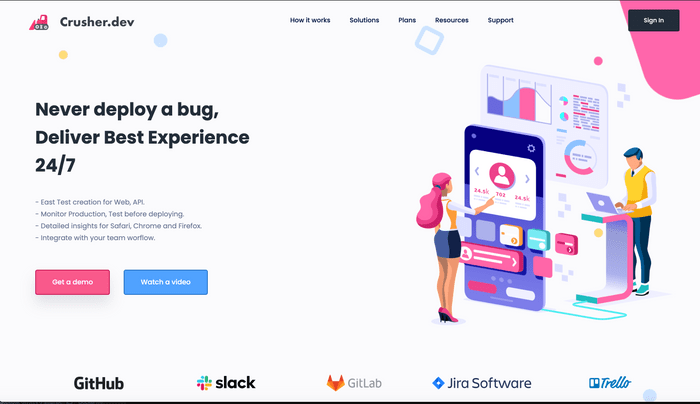 Crusher.dev
How it works
Solutions
Plans
Resources
Support
Sign In
Never deploy a bug,
Deliver Best Experience
24/7
- East Test creation for Web, API.
- Monitor Production, Test before deploying.
- Detailed insights for Safari, Chrome and Firefox.
- Integrate with your team worflow.
Get a demo
Watch a video
24.5k
702
24.5k
GitHub
slack
GitLab
Jira Software
Trello